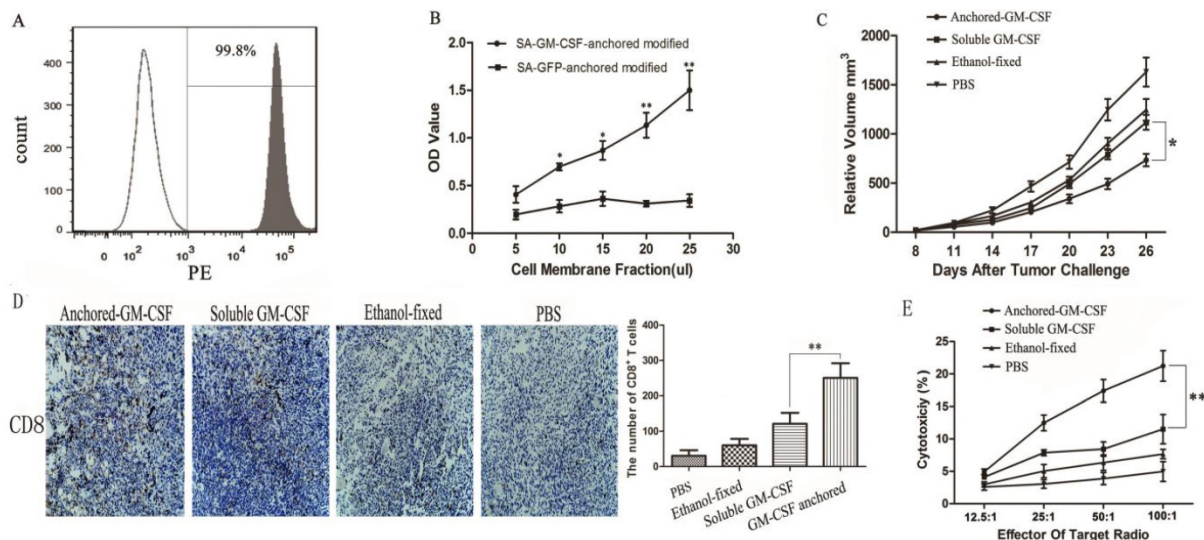 A
99.8%
400
300
200
100
0
count
0 10² 10³ 10⁴ 10⁵
PE
B
SA-GM-CSF-anchored modified
SA-GFP-anchored modified
2.0
1.5
1.0
0.5
0.0
OD Value
* * ** **
0 5 10 15 20 25 30
Cell Membrane Fraction(ul)
C
Anchored-GM-CSF
Soluble GM-CSF
Ethanol-fixed
PBS
2000
1500
1000
500
0
Relative Volume mm³
*
8 11 14 17 20 23 26
Days After Tumor Challenge
D
Anchored-GM-CSF Soluble GM-CSF Ethanol-fixed PBS
CD8
400
300
200
100
0
The number of CD8⁺ T cells
**
PBS
Ethanol-fixed
Soluble GM-CSF
GM-CSF anchored
E
Anchored-GM-CSF
Soluble GM-CSF
Ethanol-fixed
PBS
25
20
15
10
5
0
Cytotoxiciy (%)
**
12.5:1 25:1 50:1 100:1
Effector Of Target Radio